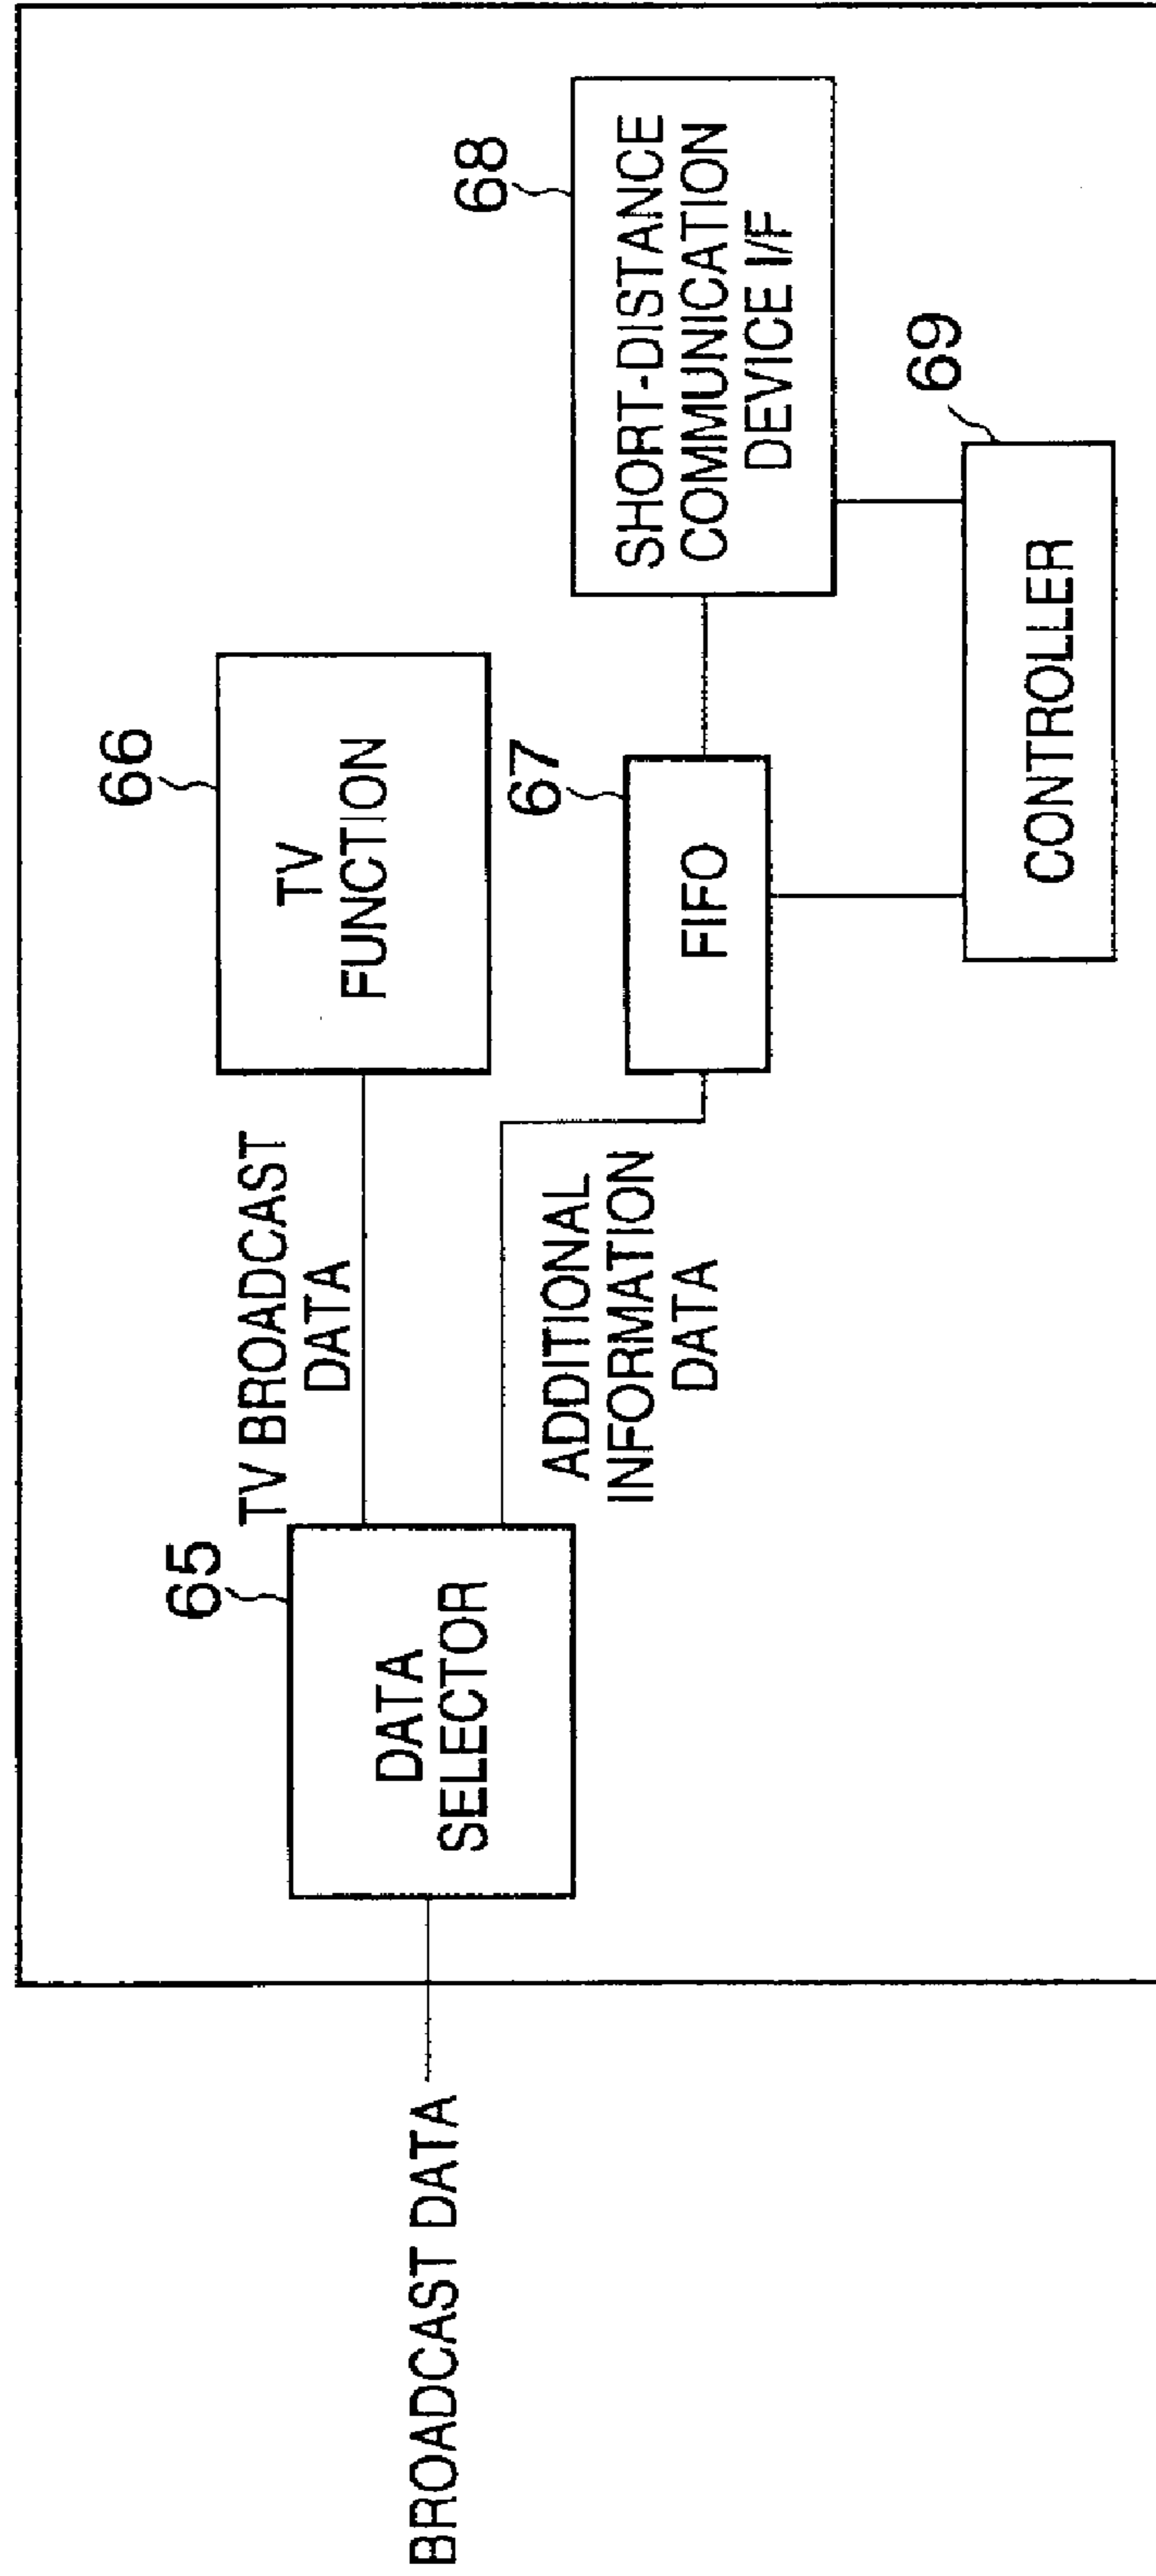 BROADCAST DATA
65
DATA
SELECTOR
TV BROADCAST
DATA
ADDITIONAL
INFORMATION
DATA
66
TV
FUNCTION
67
FIFO
68
SHORT-DISTANCE
COMMUNICATION
DEVICE I/F
69
CONTROLLER